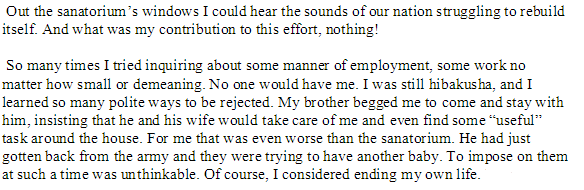 Out the sanatorium's windows I could hear the sounds of our nation struggling to rebuild
itself. And what was my contribution to this effort, nothing!
So many times I tried inquiring about some manner of employment, some work no
matter how small or demeaning. No one would have me. I was still hibakusha, and I
learned so many polite ways to be rejected. My brother begged me to come and stay with
him, insisting that he and his wife would take care of me and even find some “useful”
task around the house. For me that was even worse than the sanatorium. He had just
gotten back from the army and they were trying to have another baby. To impose on them
at such a time was unthinkable. Of course, I considered ending my own life.